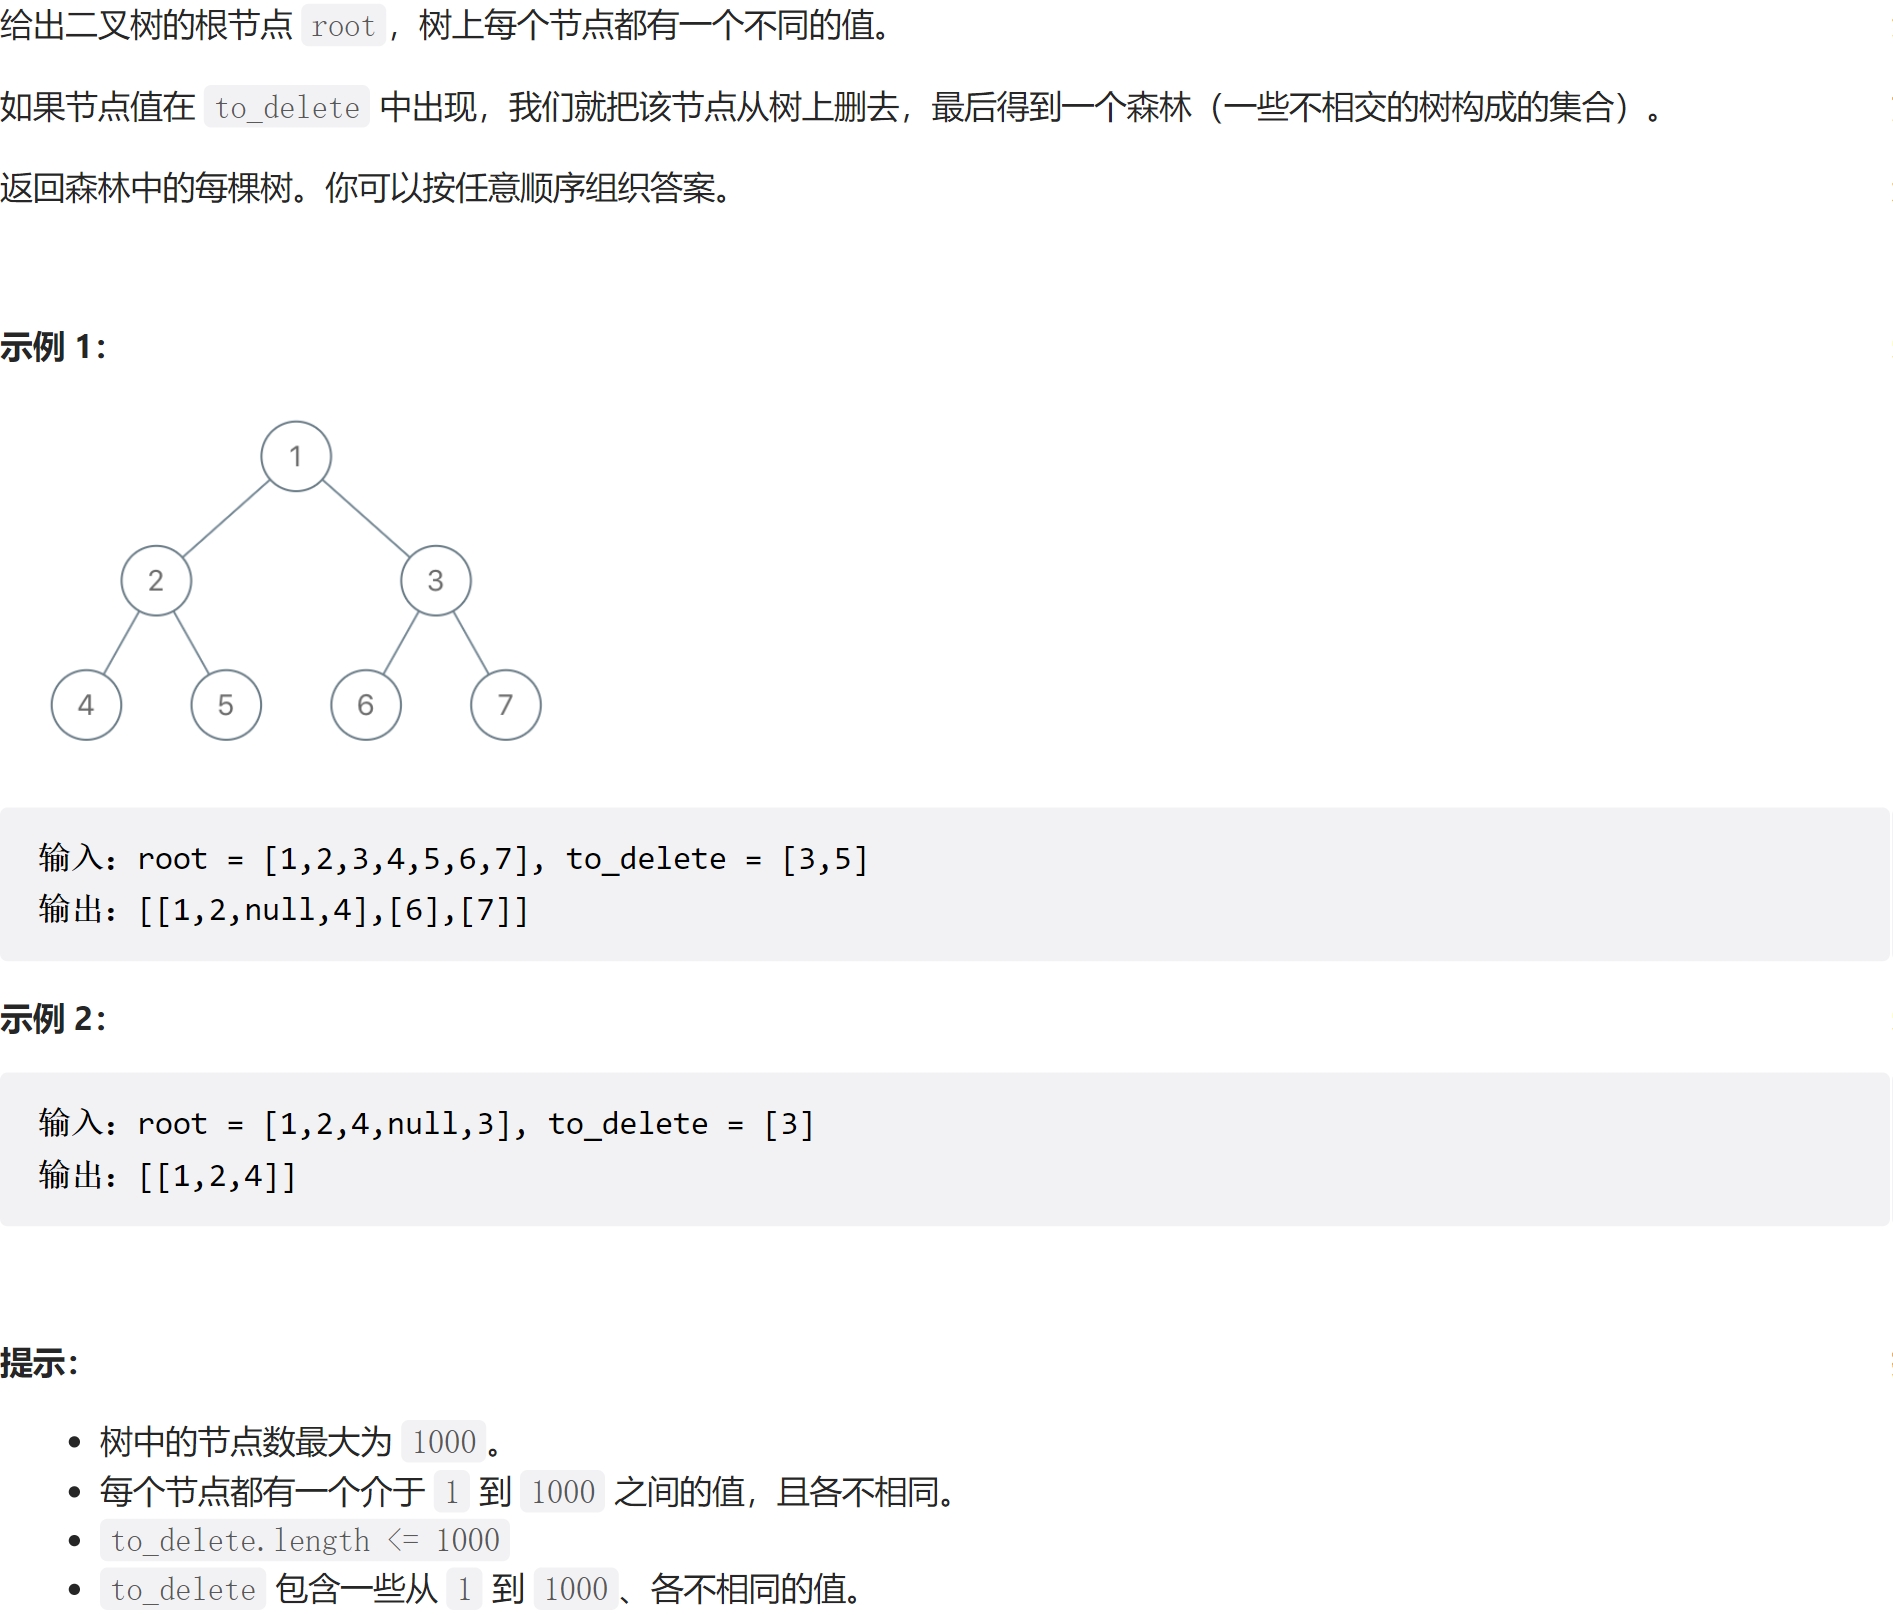 给出二叉树的根节点 root，树上每个节点都有一个不同的值。
如果节点值在 to_delete 中出现，我们就把该节点从树上删去，最后得到一个森林（一些不相交的树构成的集合）。
返回森林中的每棵树。你可以按任意顺序组织答案。
示例 1：
1
2 3
4 5 6 7
输入：root = [1,2,3,4,5,6,7], to_delete = [3,5]
输出：[[1,2,null,4],[6],[7]]
示例 2：
输入：root = [1,2,4,null,3], to_delete = [3]
输出：[[1,2,4]]
提示：
• 树中的节点数最大为 1000。
• 每个节点都有一个介于 1 到 1000 之间的值，且各不相同。
• to_delete.length <= 1000
• to_delete 包含一些从 1 到 1000、各不相同的值。